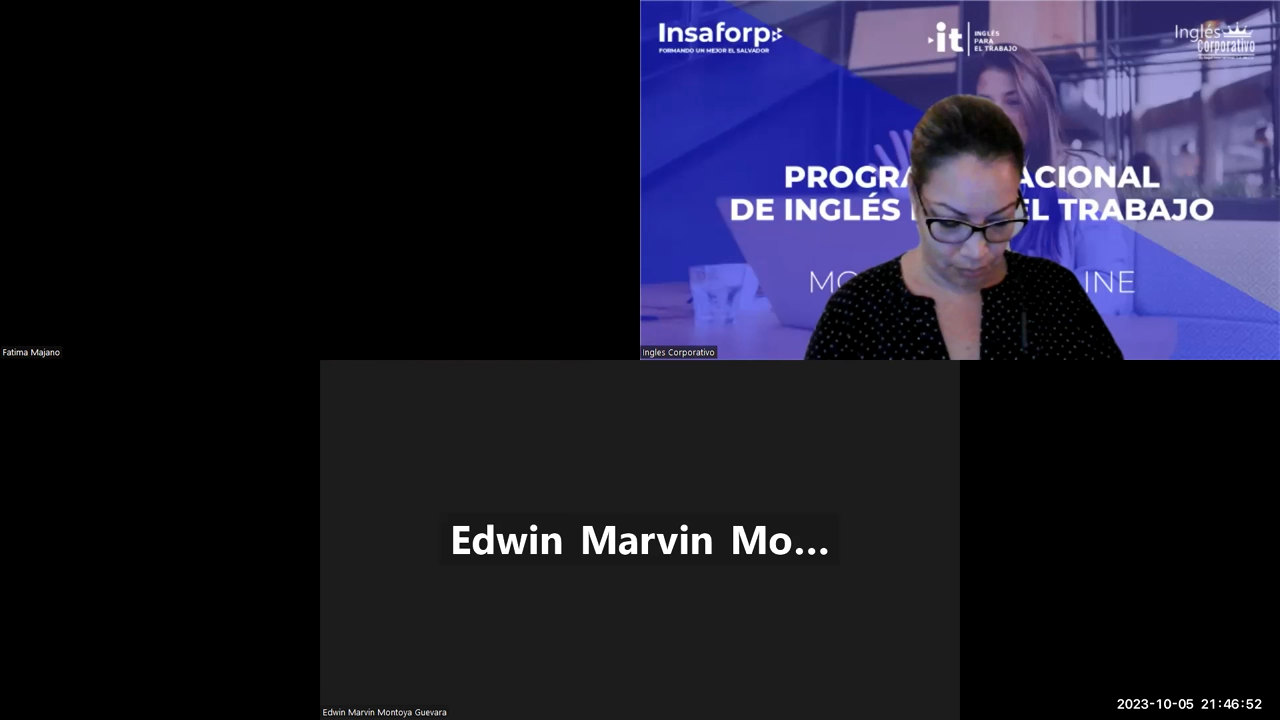 Insaforp
FORMANDO UN MEJOR EL SALVADOR
it
INGLÉS
PARA
EL TRABAJO
Inglés
Corporativo
PROGRA ACIONAL
DE INGLÉS EL TRABAJO
MO INE
Fatima Majano
Ingles Corporativo
Edwin Marvin Mo...
Edwin Marvin Montoya Guevara
2023-10-05 21:46:52